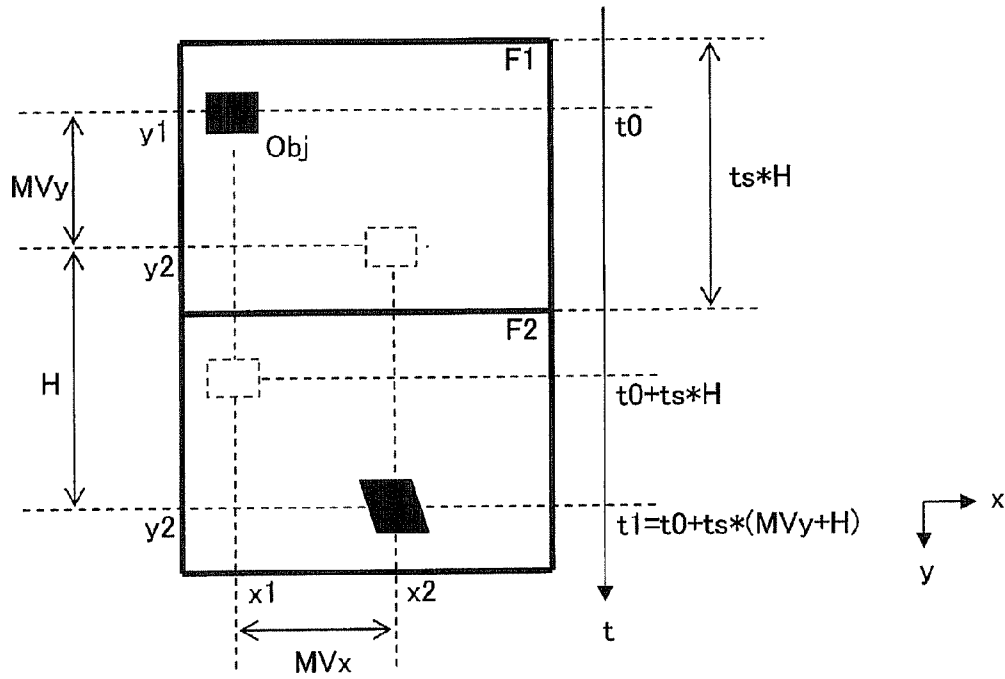 F1
y1
Obj
t0
MVy
ts*H
y2
F2
H
t0+ts*H
y2
t1=t0+ts*(MVy+H)
x
y
x1
x2
t
MVx